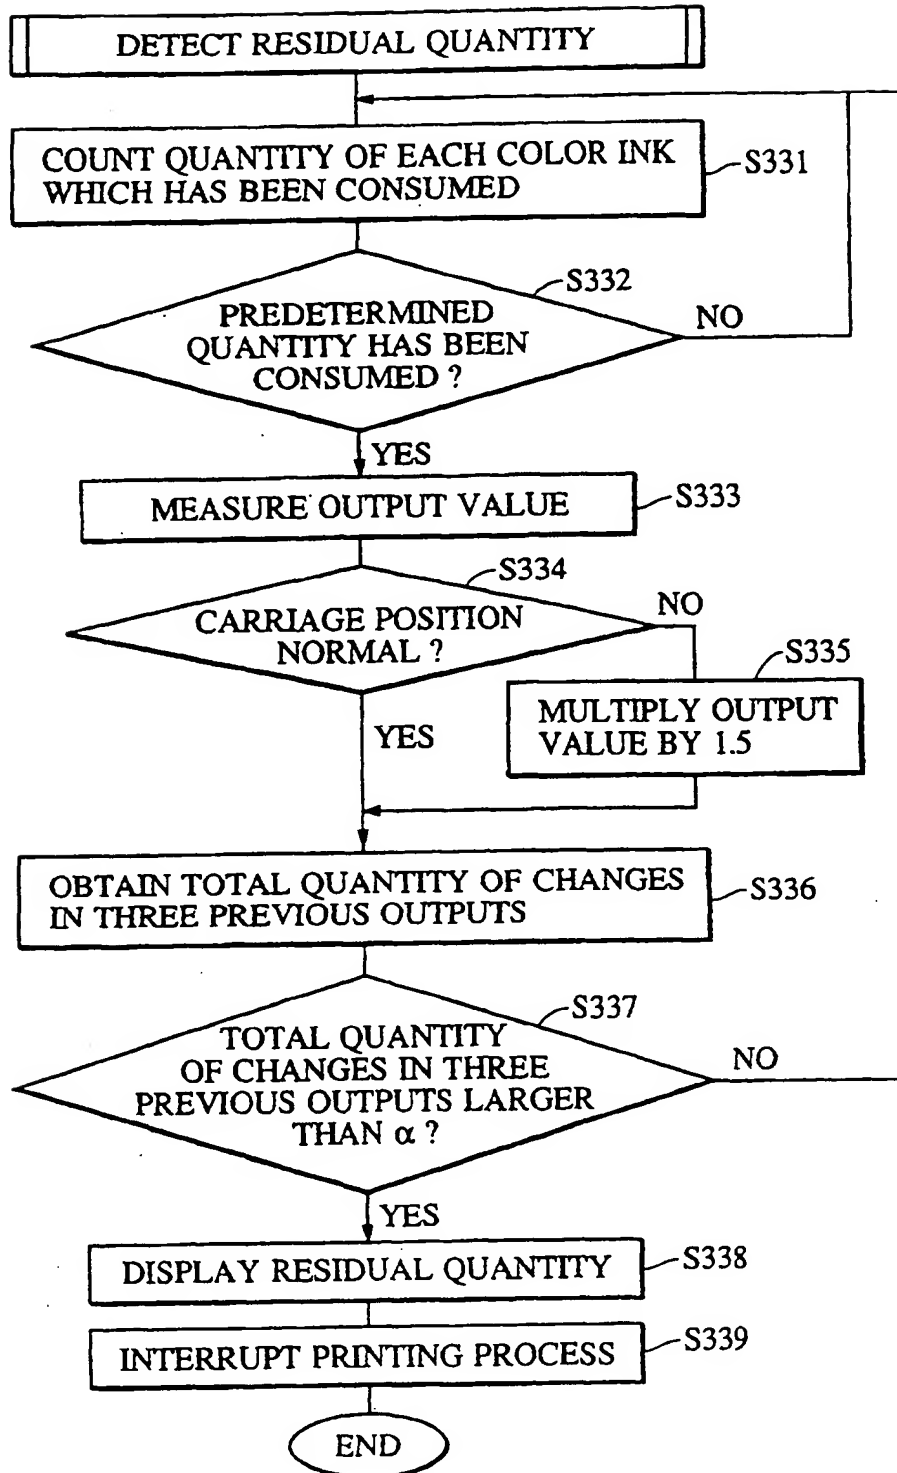 DETECT RESIDUAL QUANTITY
COUNT QUANTITY OF EACH COLOR INK
WHICH HAS BEEN CONSUMED
S331
S332
PREDETERMINED
QUANTITY HAS BEEN
CONSUMED ?
NO
YES
MEASURE OUTPUT VALUE
S333
S334
CARRIAGE POSITION
NORMAL ?
NO
S335
MULTIPLY OUTPUT
VALUE BY 1.5
YES
OBTAIN TOTAL QUANTITY OF CHANGES
IN THREE PREVIOUS OUTPUTS
S336
S337
TOTAL QUANTITY
OF CHANGES IN THREE
PREVIOUS OUTPUTS LARGER
THAN α ?
NO
YES
DISPLAY RESIDUAL QUANTITY
S338
INTERRUPT PRINTING PROCESS
S339
END